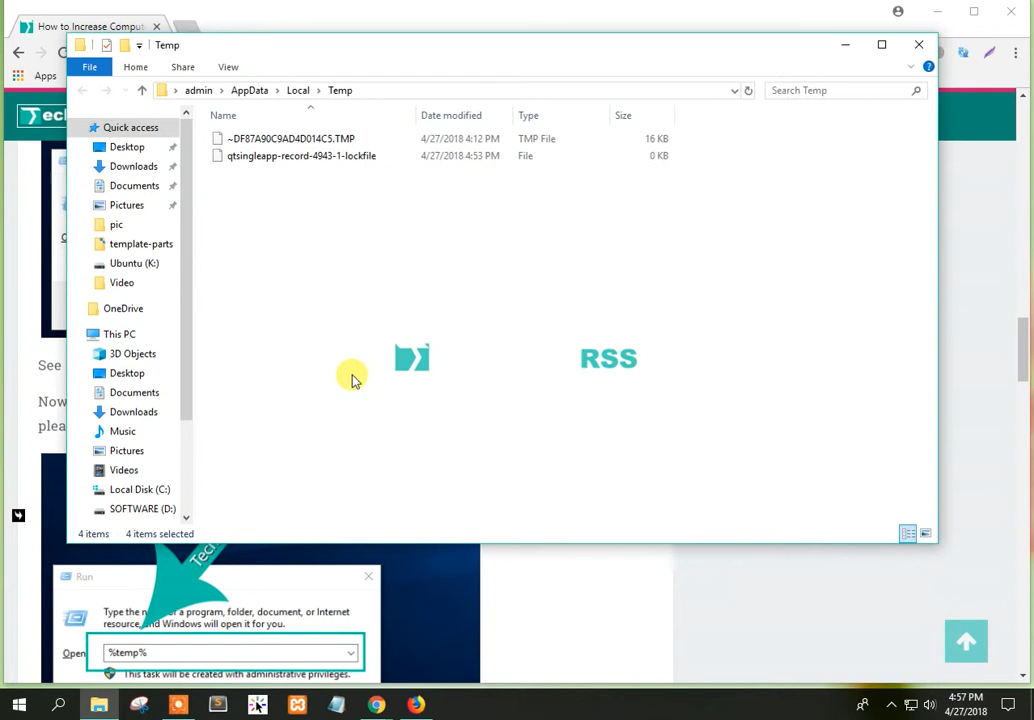 How to Increase Comput
Temp
File
Home
Share
View
admin
AppData
Local
Temp
Search Temp
Apps
Name
Date modified
Type
Size
~DF87A90C9AD4D014C5.TMP
4/27/2018 4:12 PM
TMP File
16 KB
qtsingleapp-record-4943-1-lockfile
4/27/2018 4:53 PM
File
0 KB
Quick access
Desktop
Downloads
Documents
Pictures
pic
template-parts
Ubuntu (K:)
Video
OneDrive
This PC
3D Objects
Desktop
Documents
Downloads
Music
Pictures
Videos
Local Disk (C:)
SOFTWARE (D:)
RSS
See
Now
plea
4 items
4 items selected
Run
Type the n of a program, folder, document, or Internet
resource, and Windows will open it for you.
Open
%temp%
This task will be created with administrative privileges.
4:57 PM
4/27/2018